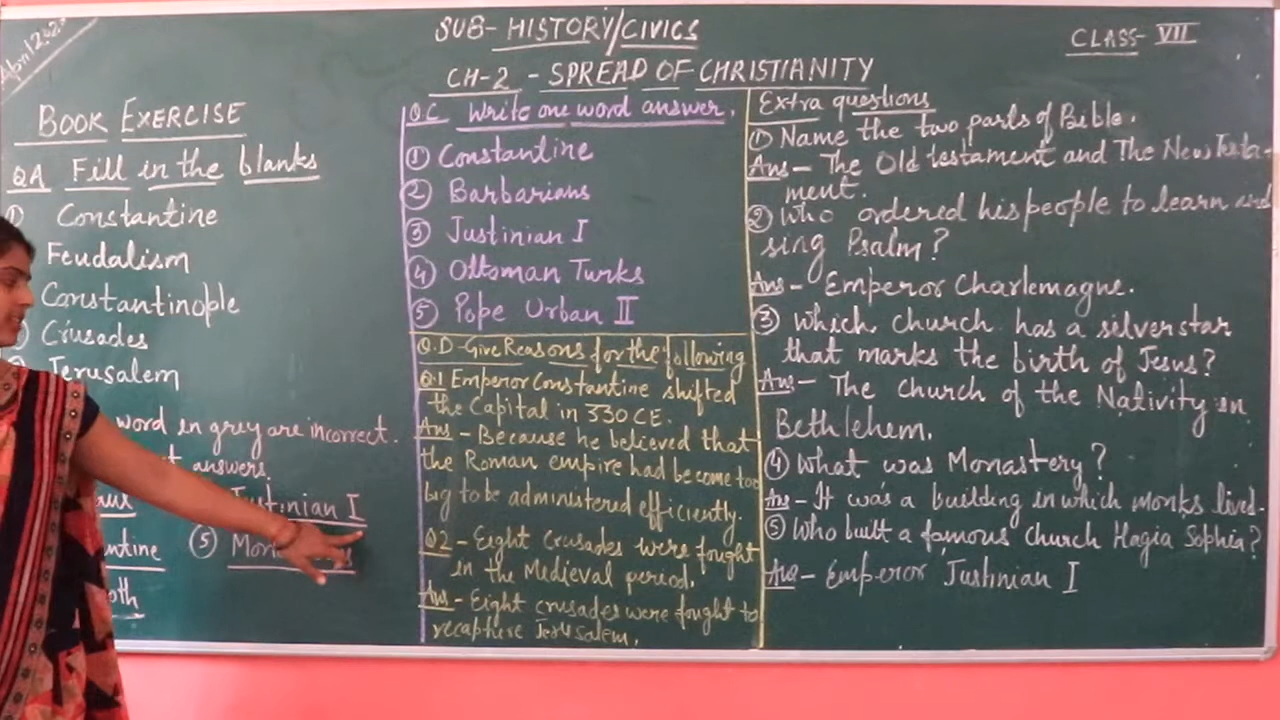 April 202
SUB- HISTORY/CIVICS
CLASS- VII
CH-2 - SPREAD OF CHRISTIANITY
BOOK EXERCISE
QA Fill in the blanks
① Constantine
Feudalism
Constantinople
Crusades
Jerusalem
word in grey are incorrect.
answers.
Justinian I
ntine
⑤
oth
QC Write one word answer.
① Constantine
② Barbarians
③ Justinian I
④ Ottoman Turks
⑤ Pope Urban II
Q.D-Give Reasons for the following
Q.1 Emperor Constantine shifted
the Capital in 330 CE.
Ans - Because he believed that
the Roman empire had become too
big to be administered efficiently.
Q2 - Eight Crusades were fought
in the Medieval period.
Ans - Eight crusades were fought to
recapture Jerusalem.
Extra questions
① Name the two parts of Bible.
Ans - The Old testament and The New Testa-
ment.
② Who ordered his people to learn and
sing Psalm?
Ans - Emperor Charlemagne.
③ Which church has a silver star
that marks the birth of Jesus?
Ans - The Church of the Nativity in
Bethlehem.
④ What was Monastery?
Ans - It was a building in which monks lived.
⑤ Who built a famous Church Hagia Sophia?
Ans - Emperor Justinian I